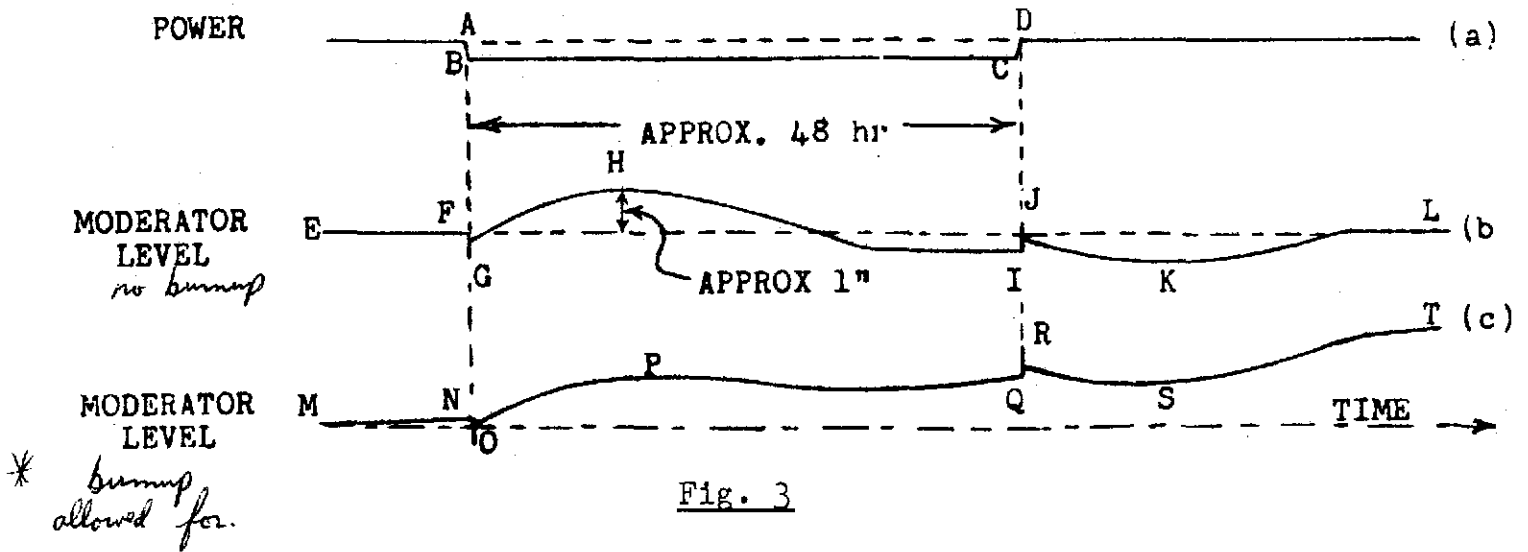 POWER A D (a)
B C
APPROX. 48 hr
H
MODERATOR LEVEL E F J L (b
no burnup
G APPROX 1" I K
R T (c)
P
MODERATOR LEVEL M N O Q S TIME
* burnup
allowed for.
Fig. 3